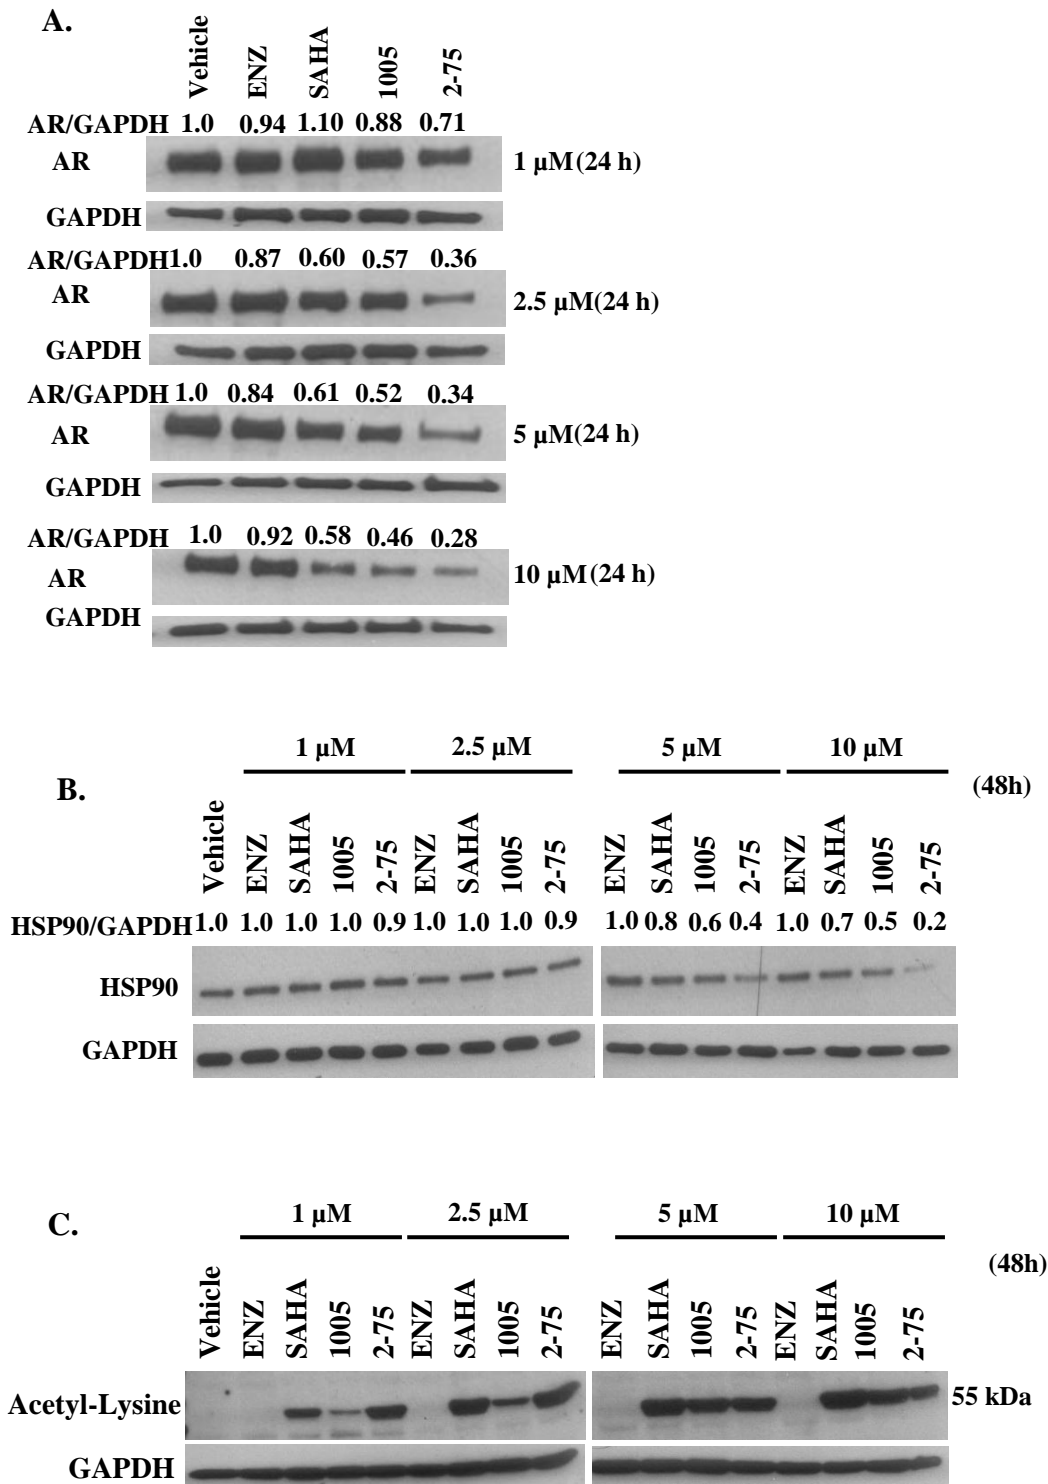 A.
Vehicle ENZ SAHA 1005 2-75
AR/GAPDH 1.0 0.94 1.10 0.88 0.71
AR 1 µM(24 h)
GAPDH
AR/GAPDH 1.0 0.87 0.60 0.57 0.36
AR 2.5 µM(24 h)
GAPDH
AR/GAPDH 1.0 0.84 0.61 0.52 0.34
AR 5 µM(24 h)
GAPDH
AR/GAPDH 1.0 0.92 0.58 0.46 0.28
AR 10 µM(24 h)
GAPDH
1 µM 2.5 µM 5 µM 10 µM
B. (48h)
Vehicle ENZ SAHA 1005 2-75 ENZ SAHA 1005 2-75 ENZ SAHA 1005 2-75 ENZ SAHA 1005 2-75
HSP90/GAPDH 1.0 1.0 1.0 1.0 0.9 1.0 1.0 1.0 0.9 1.0 0.8 0.6 0.4 1.0 0.7 0.5 0.2
HSP90
GAPDH
1 µM 2.5 µM 5 µM 10 µM
C. (48h)
Vehicle ENZ SAHA 1005 2-75 ENZ SAHA 1005 2-75 ENZ SAHA 1005 2-75 ENZ SAHA 1005 2-75
Acetyl-Lysine 55 kDa
GAPDH